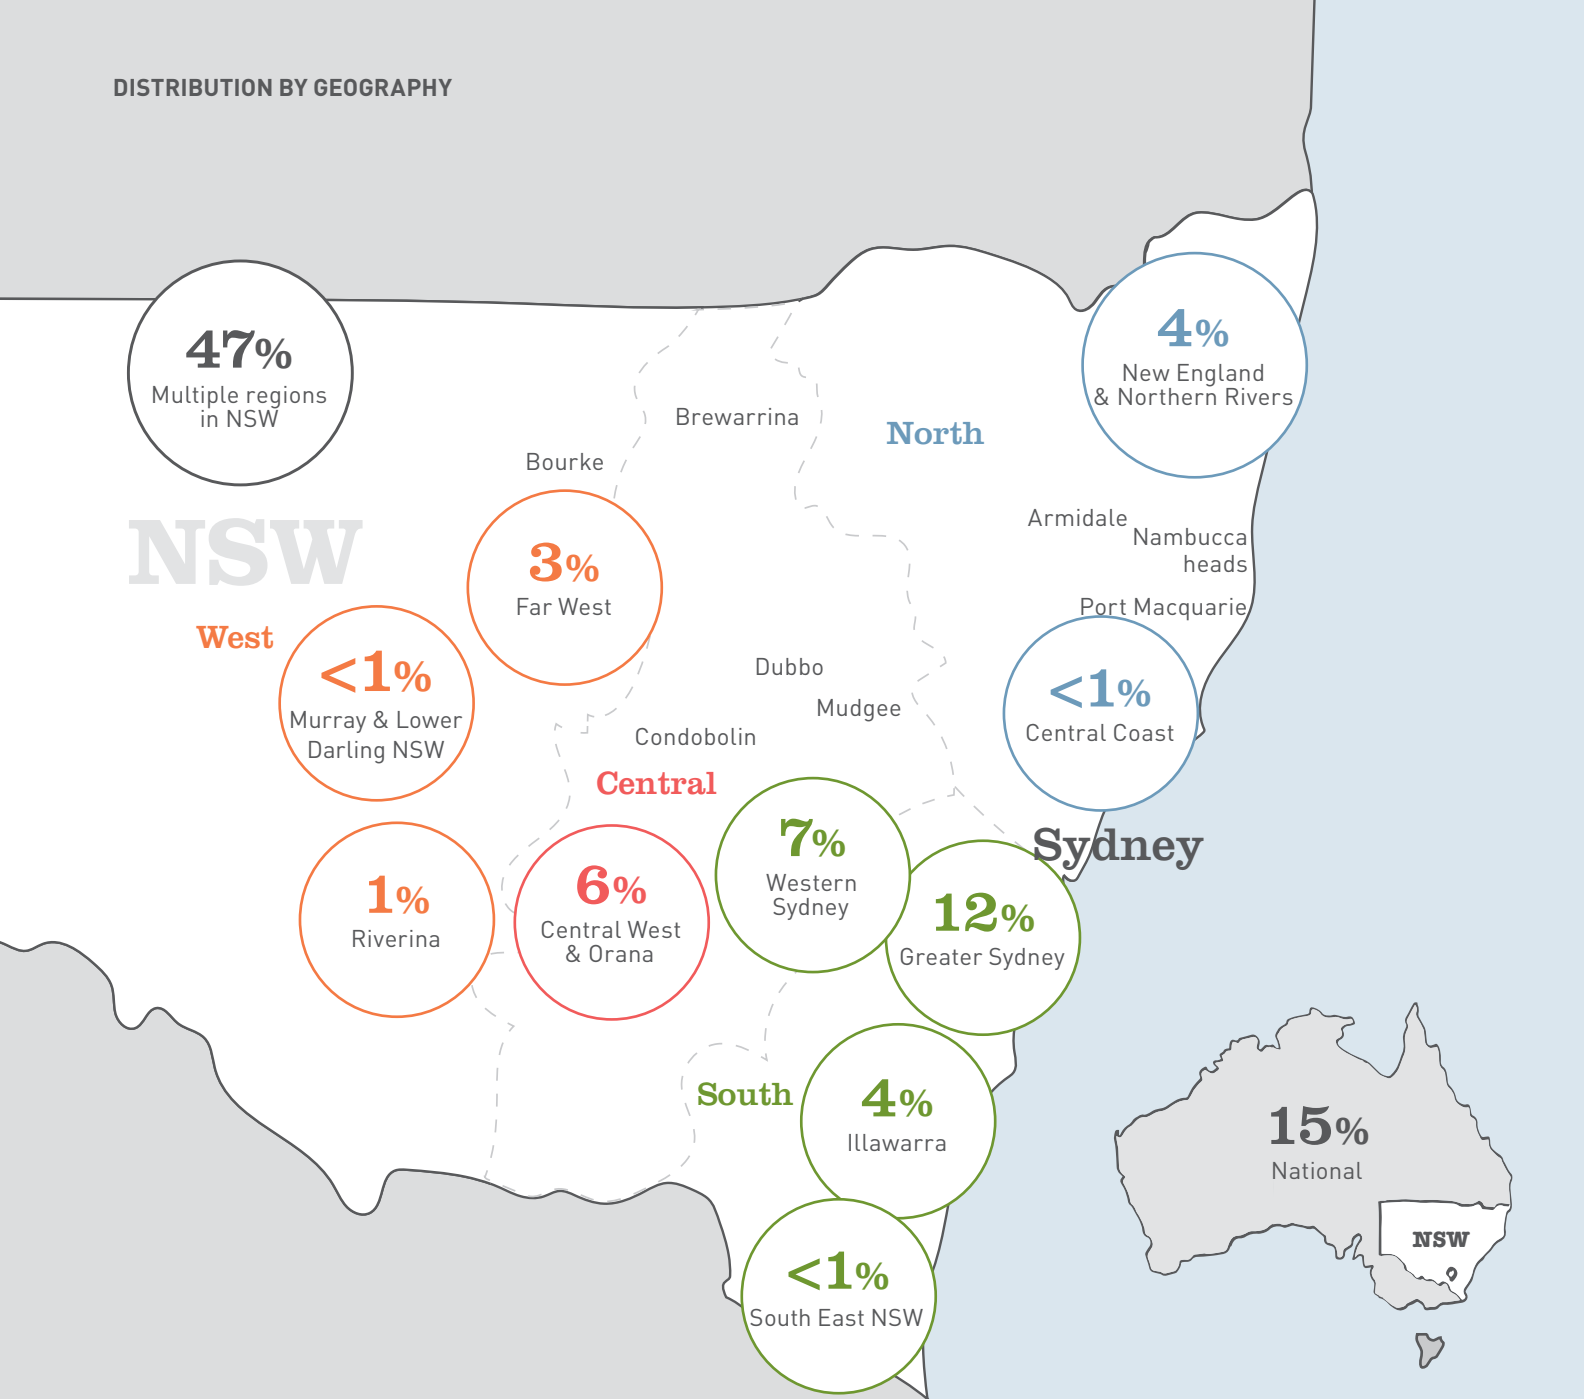 DISTRIBUTION BY GEOGRAPHY
47%
Multiple regions
in NSW
NSW
West
<1%
Murray & Lower
Darling NSW
1%
Riverina
Bourke
3%
Far West
Brewarrina
Dubbo
Mudgee
Condobolin
Central
6%
Central West
& Orana
North
4%
New England
& Northern Rivers
Armidale
Nambucca
heads
Port Macquarie
<1%
Central Coast
Sydney
7%
Western
Sydney
12%
Greater Sydney
South
4%
Illawarra
<1%
South East NSW
15%
National
NSW